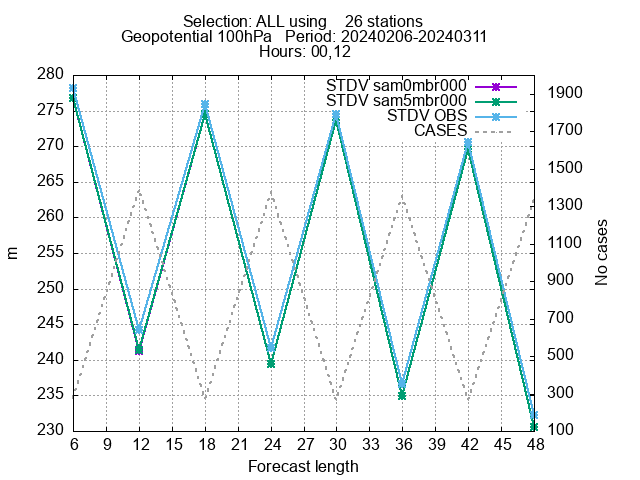 Selection: ALL using    26 stations
Geopotential 100hPa   Period: 20240206-20240311
Hours: 00,12
STDV sam0mbr000
STDV sam5mbr000
STDV OBS
CASES
280
275
270
265
260
255
250
245
240
235
230
m
1900
1700
1500
1300
1100
900
700
500
300
100
No cases
6 9 12 15 18 21 24 27 30 33 36 39 42 45 48
Forecast length